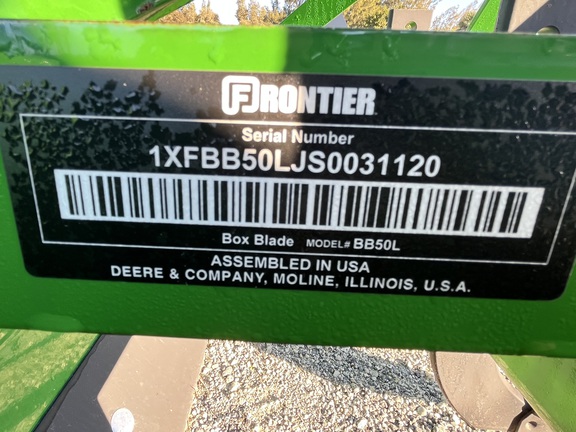 FRONTIER
Serial Number
1XFBB50LJS0031120
Box Blade MODEL# BB50L
ASSEMBLED IN USA
DEERE & COMPANY, MOLINE, ILLINOIS, U.S.A.